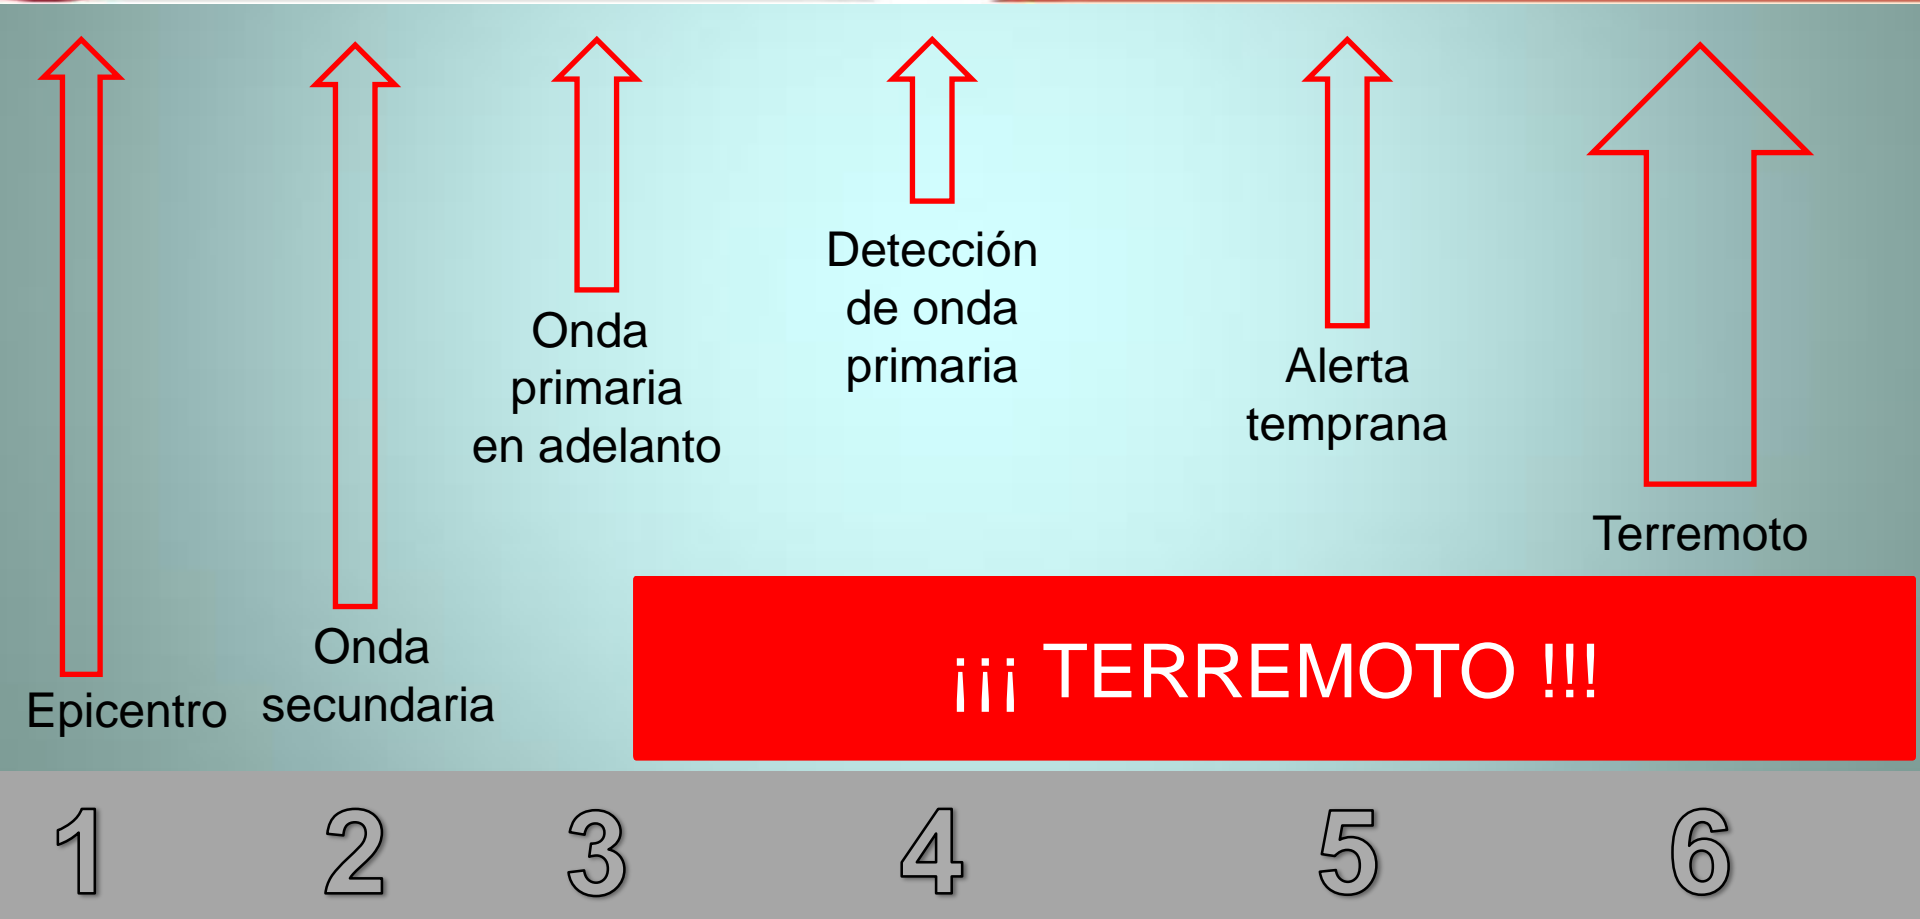 Epicentro
Onda
secundaria
Onda
primaria
en adelanto
Detección
de onda
primaria
Alerta
temprana
Terremoto
¡¡¡ TERREMOTO !!!
1 2 3 4 5 6